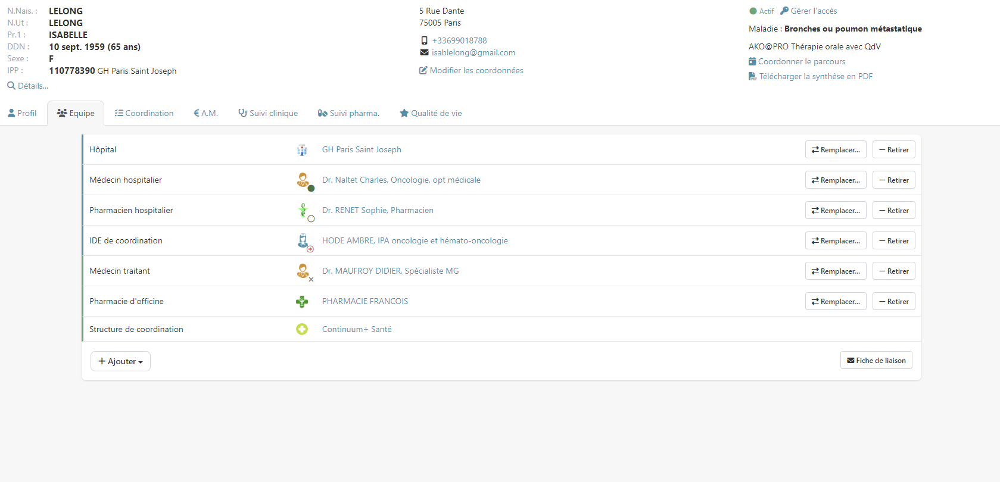 N.Nais. : LELONG
N.Ut : LELONG
Pr.1 : ISABELLE
DDN : 10 sept. 1959 (65 ans)
Sexe : F
IPP : 110778390 GH Paris Saint Joseph
Détails...
5 Rue Dante
75005 Paris
+33699018788
isablelong@gmail.com
Modifier les coordonnées
Actif Gérer l'accès
Maladie : Bronches ou poumon métastatique
AKO@PRO Thérapie orale avec QdV
Coordonner le parcours
Télécharger la synthèse en PDF
Profil Equipe Coordination € A.M. Suivi clinique Suivi pharma. Qualité de vie
Hôpital GH Paris Saint Joseph Remplacer... Retirer
Médecin hospitalier Dr. Naltet Charles, Oncologie, opt médicale Remplacer... Retirer
Pharmacien hospitalier Dr. RENET Sophie, Pharmacien Remplacer... Retirer
IDE de coordination HODE AMBRE, IPA oncologie et hémato-oncologie Remplacer... Retirer
Médecin traitant Dr. MAUFROY DIDIER, Spécialiste MG Remplacer... Retirer
Pharmacie d'officine PHARMACIE FRANCOIS Remplacer... Retirer
Structure de coordination Continuum+ Santé
+ Ajouter Fiche de liaison